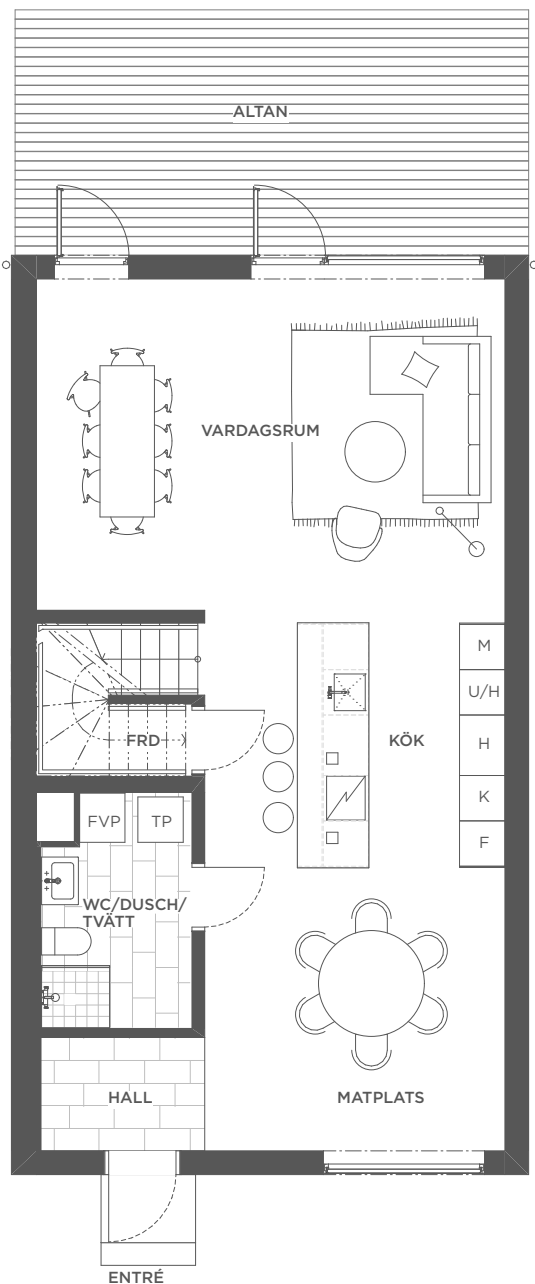 ALTAN
VARDAGSRUM
M
U/H
H
K
F
KÖK
FRD
FVP
TP
WC/DUSCH/
TVÄTT
HALL
MATPLATS
ENTRÉ